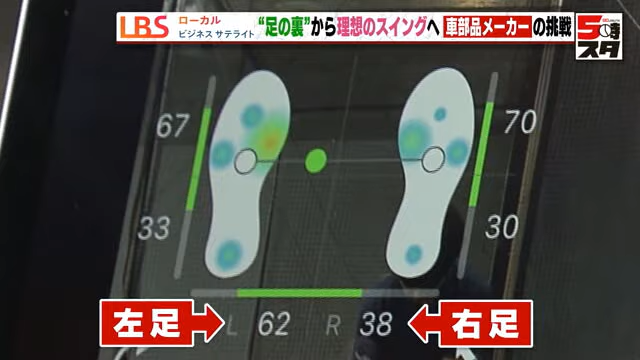 LBS ローカル ビジネス サテライト
“足の裏”から理想のスイングへ 車部品メーカーの挑戦
5時スタ
67
70
33
30
左足 L 62 R 38 右足